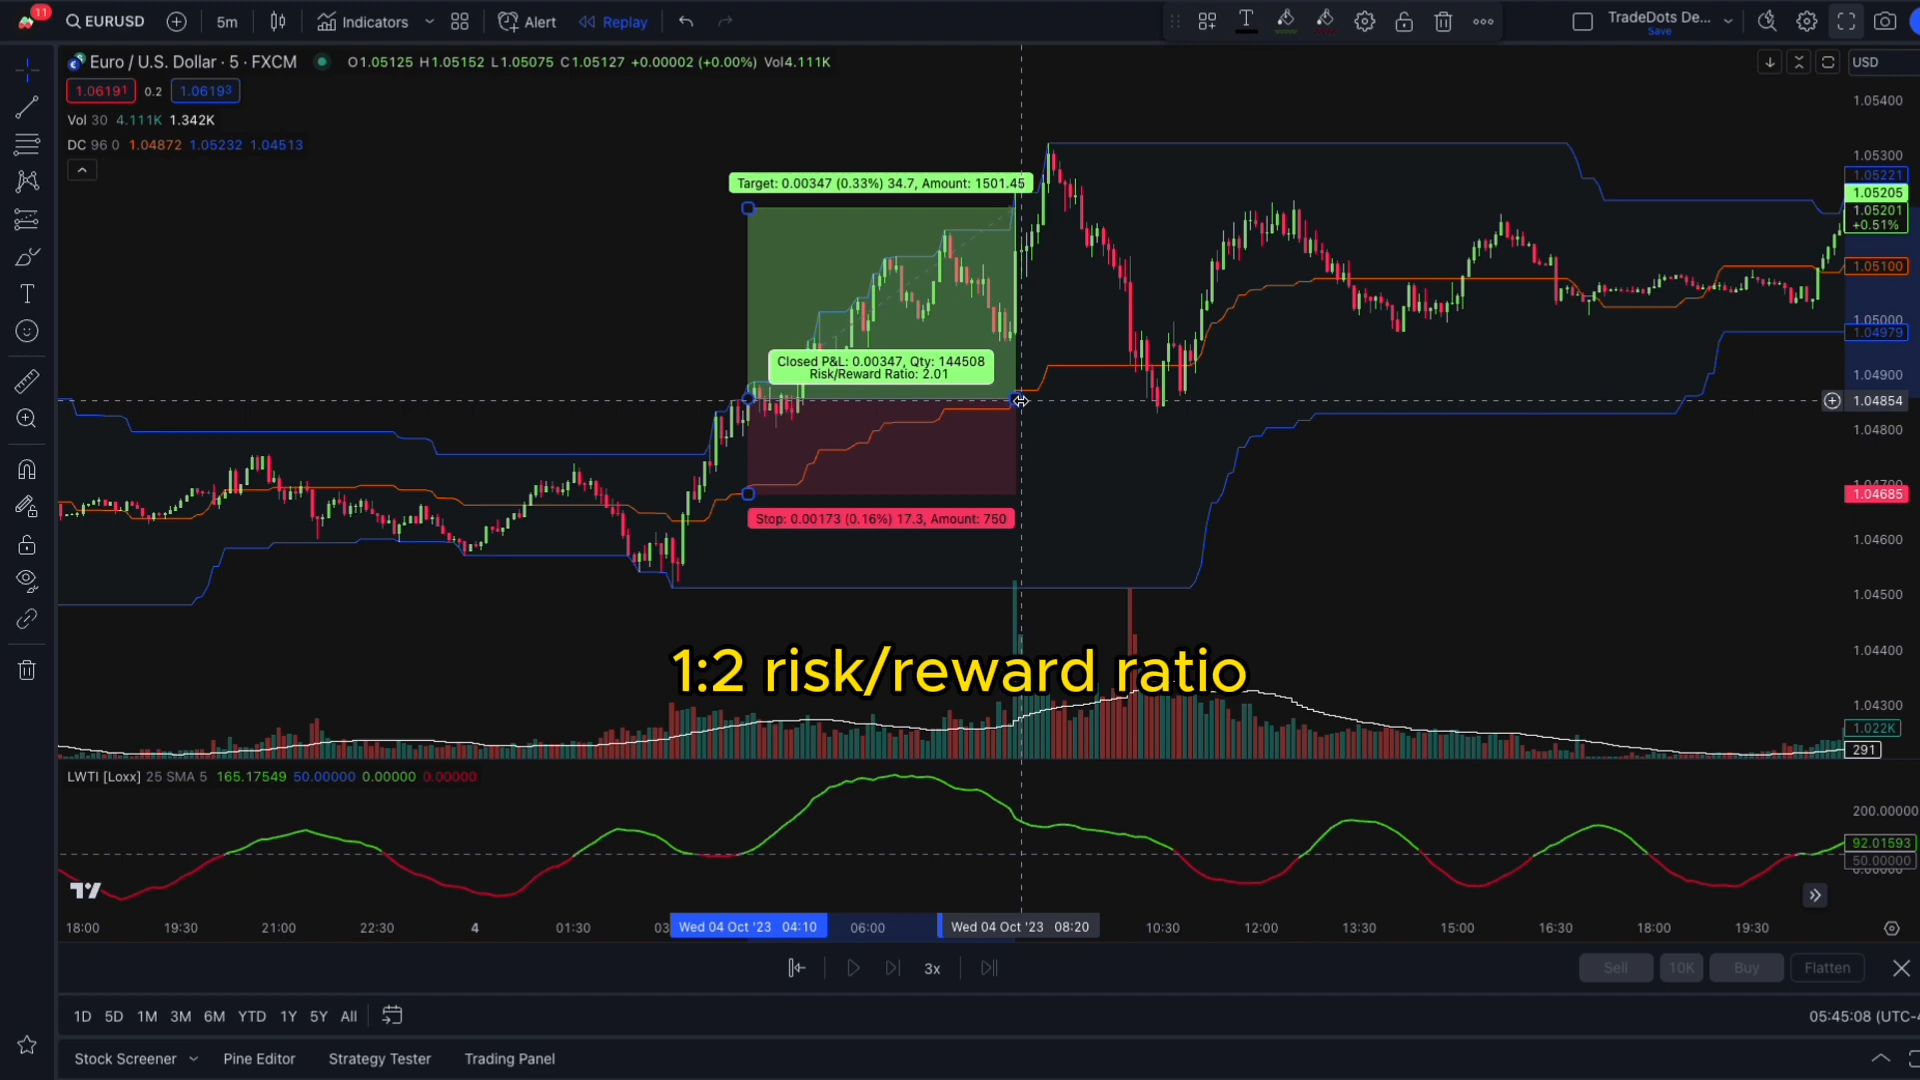 11
EURUSD
5m
Indicators
Alert
Replay
TradeDots De...
Save
Euro / U.S. Dollar · 5 · FXCM
O1.05125 H1.05152 L1.05075 C1.05127 +0.00002 (+0.00%) Vol4.111K
1.06191 0.2 1.06193
Vol 30 4.111K 1.342K
DC 96 0 1.04872 1.05232 1.04513
USD
1.05400
1.05300
1.05221
1.05205
1.05201
+0.51%
1.05100
1.05000
1.04979
1.04900
1.04854
1.04800
1.04700
1.04685
1.04600
1.04500
1.04400
1.04300
1.022K
291
Target: 0.00347 (0.33%) 34.7, Amount: 1501.45
Closed P&L: 0.00347, Qty: 144508
Risk/Reward Ratio: 2.01
Stop: 0.00173 (0.16%) 17.3, Amount: 750
1:2 risk/reward ratio
LWTI [Loxx] 25 SMA 5 165.17549 50.00000 0.00000 0.00000
200.00000
92.01593
50.00000
0.00000
18:00 19:30 21:00 22:30 4 01:30 03 Wed 04 Oct '23 04:10 06:00 Wed 04 Oct '23 08:20 10:30 12:00 13:30 15:00 16:30 18:00 19:30
3x
Sell 10K Buy Flatten
1D 5D 1M 3M 6M YTD 1Y 5Y All
05:45:08 (UTC-4
Stock Screener Pine Editor Strategy Tester Trading Panel